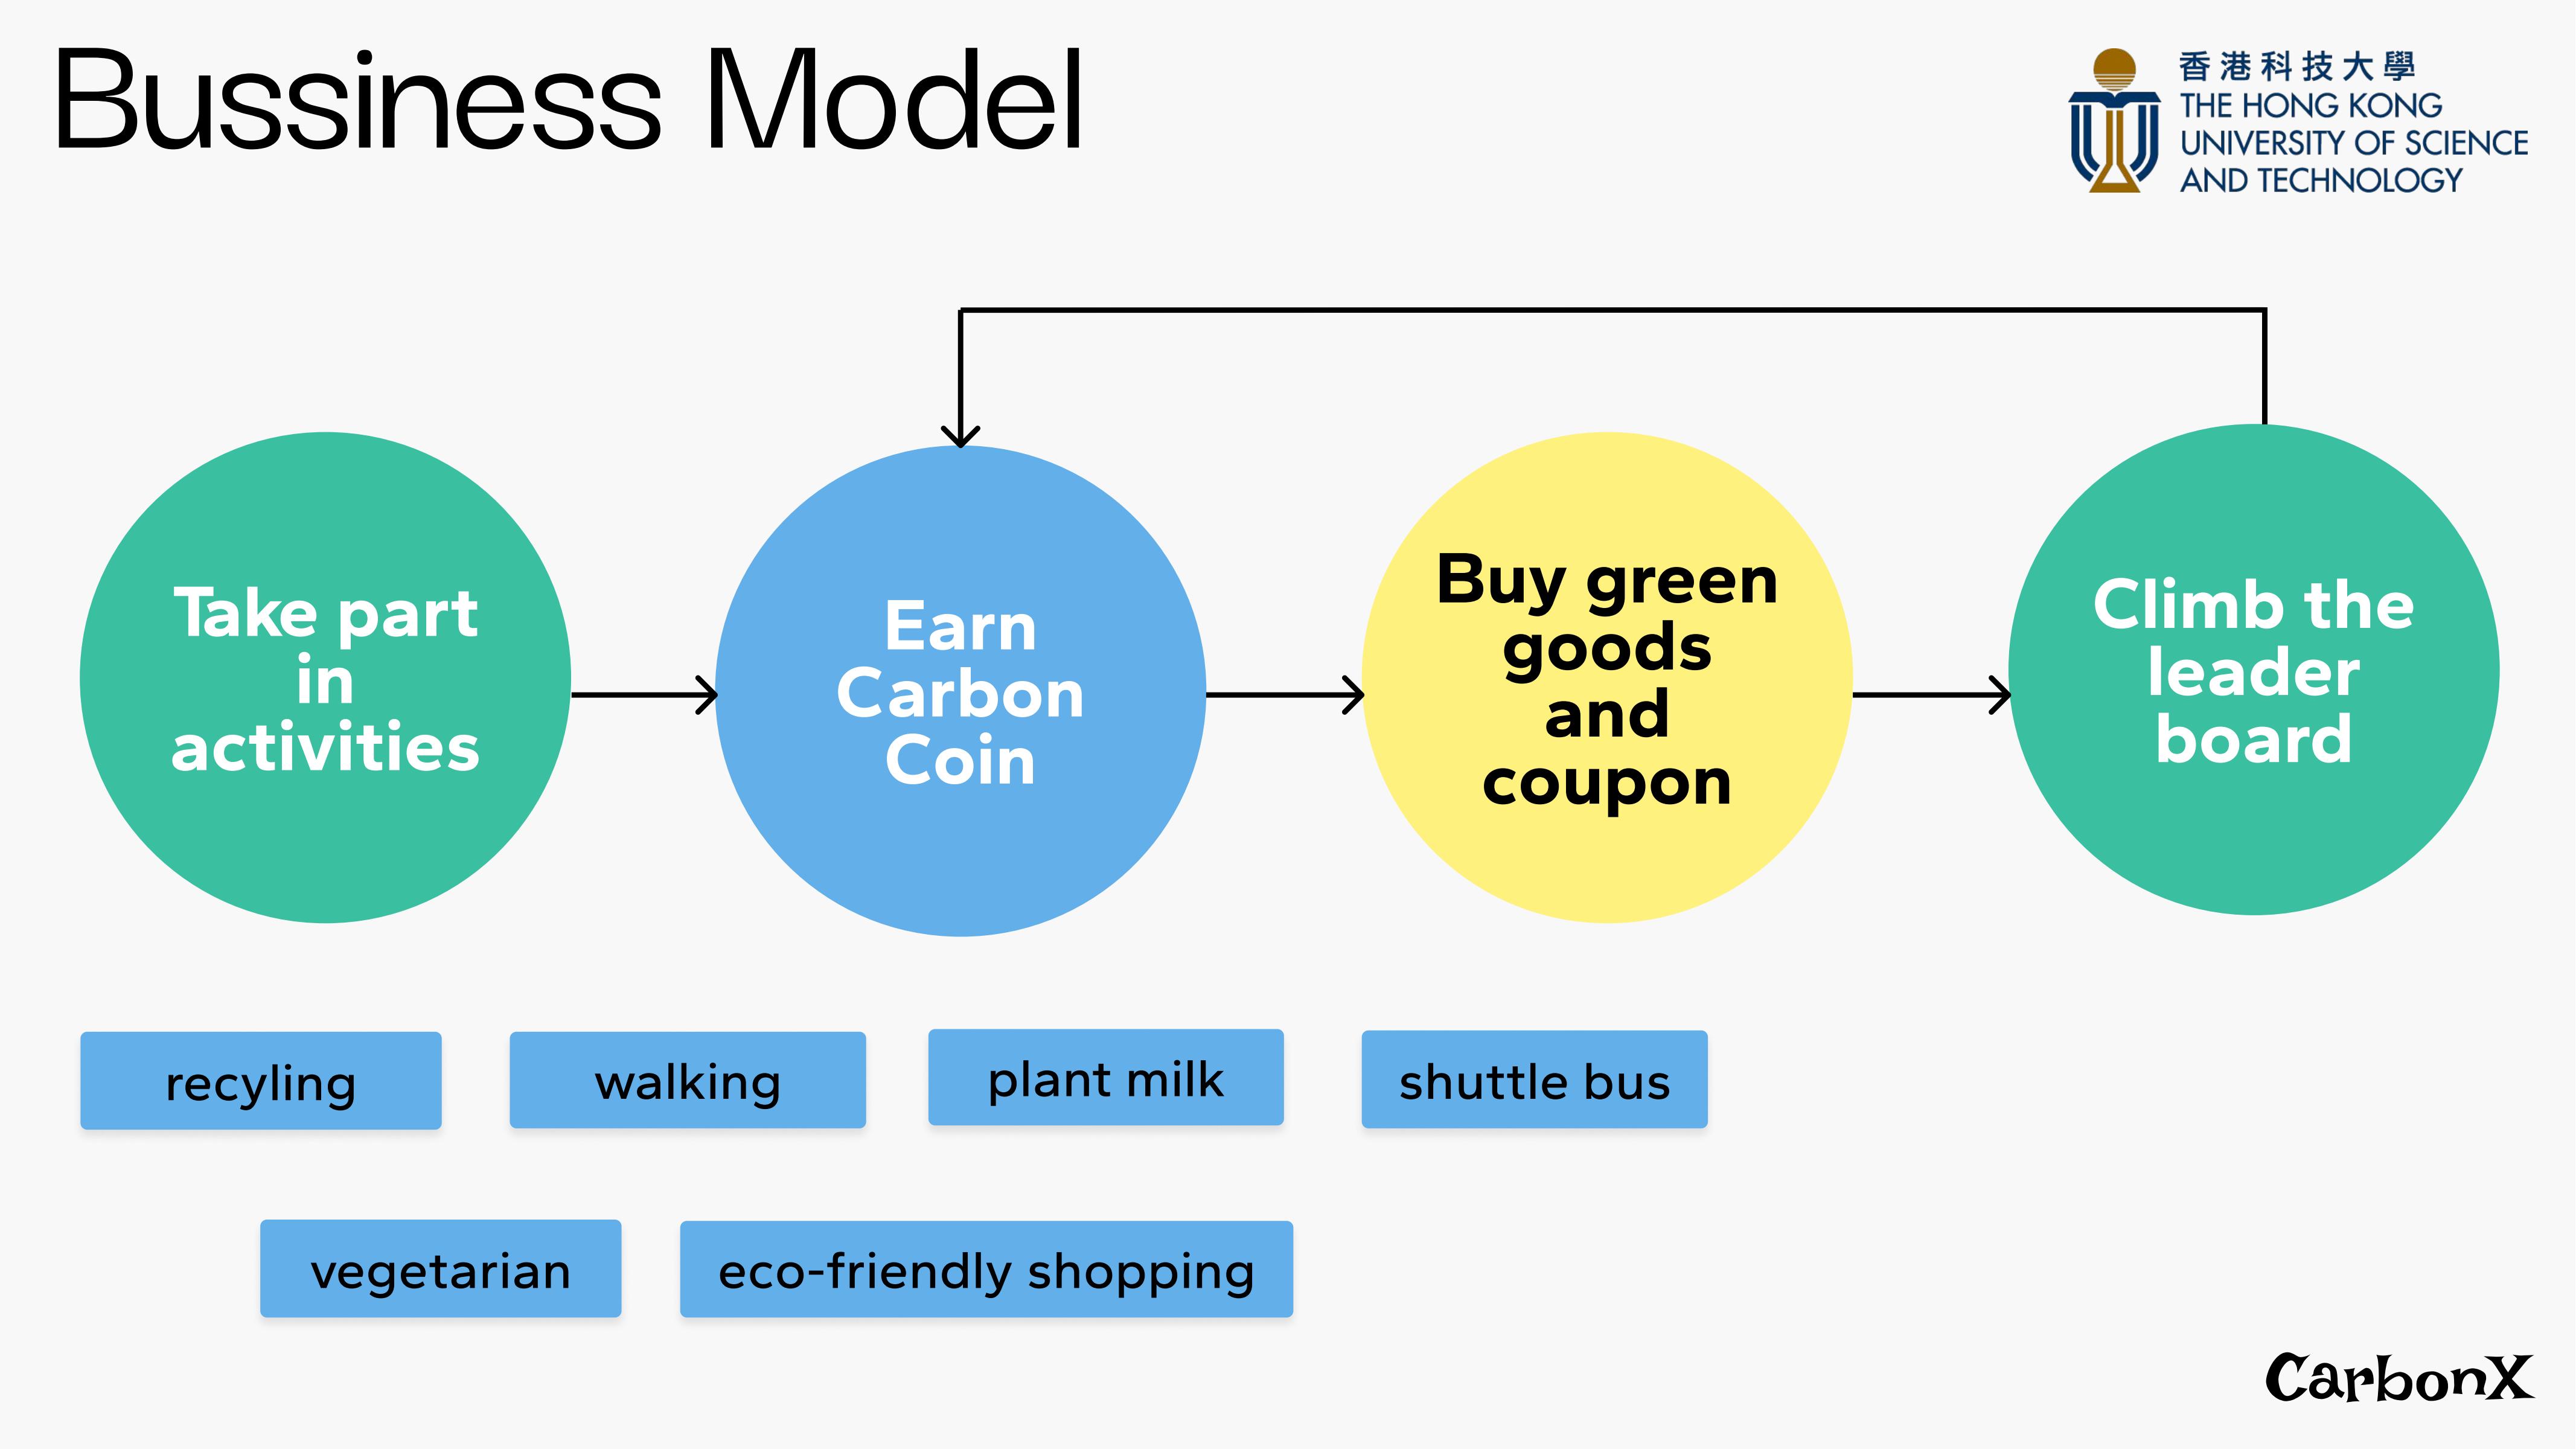 Bussiness Model
香港科技大學
THE HONG KONG
UNIVERSITY OF SCIENCE
AND TECHNOLOGY
Take part
in
activities
Earn
Carbon
Coin
Buy green
goods
and
coupon
Climb the
leader
board
recyling
walking
plant milk
shuttle bus
vegetarian
eco-friendly shopping
CarbonX